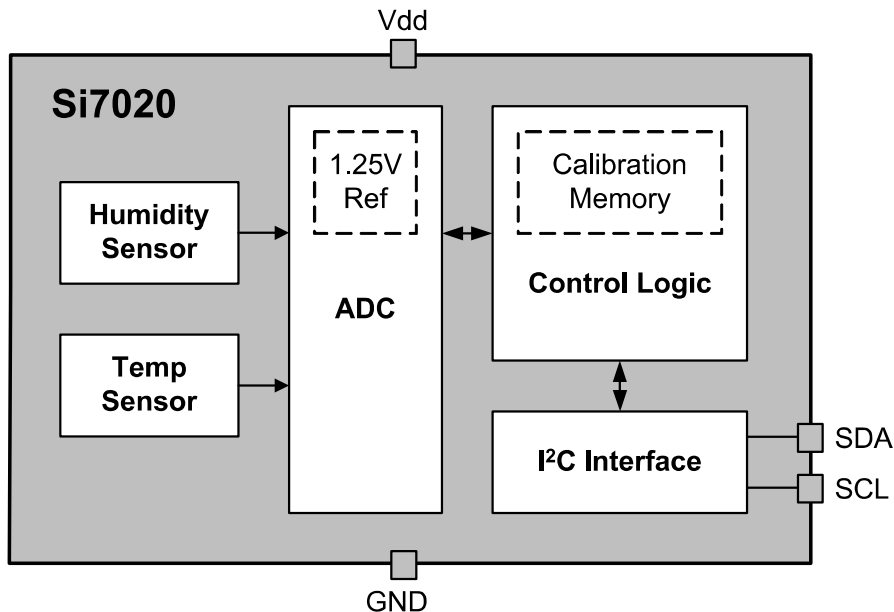 Vdd
Si7020
1.25V
Ref
Calibration
Memory
Humidity
Sensor
ADC
Control Logic
Temp
Sensor
I²C Interface
SDA
SCL
GND